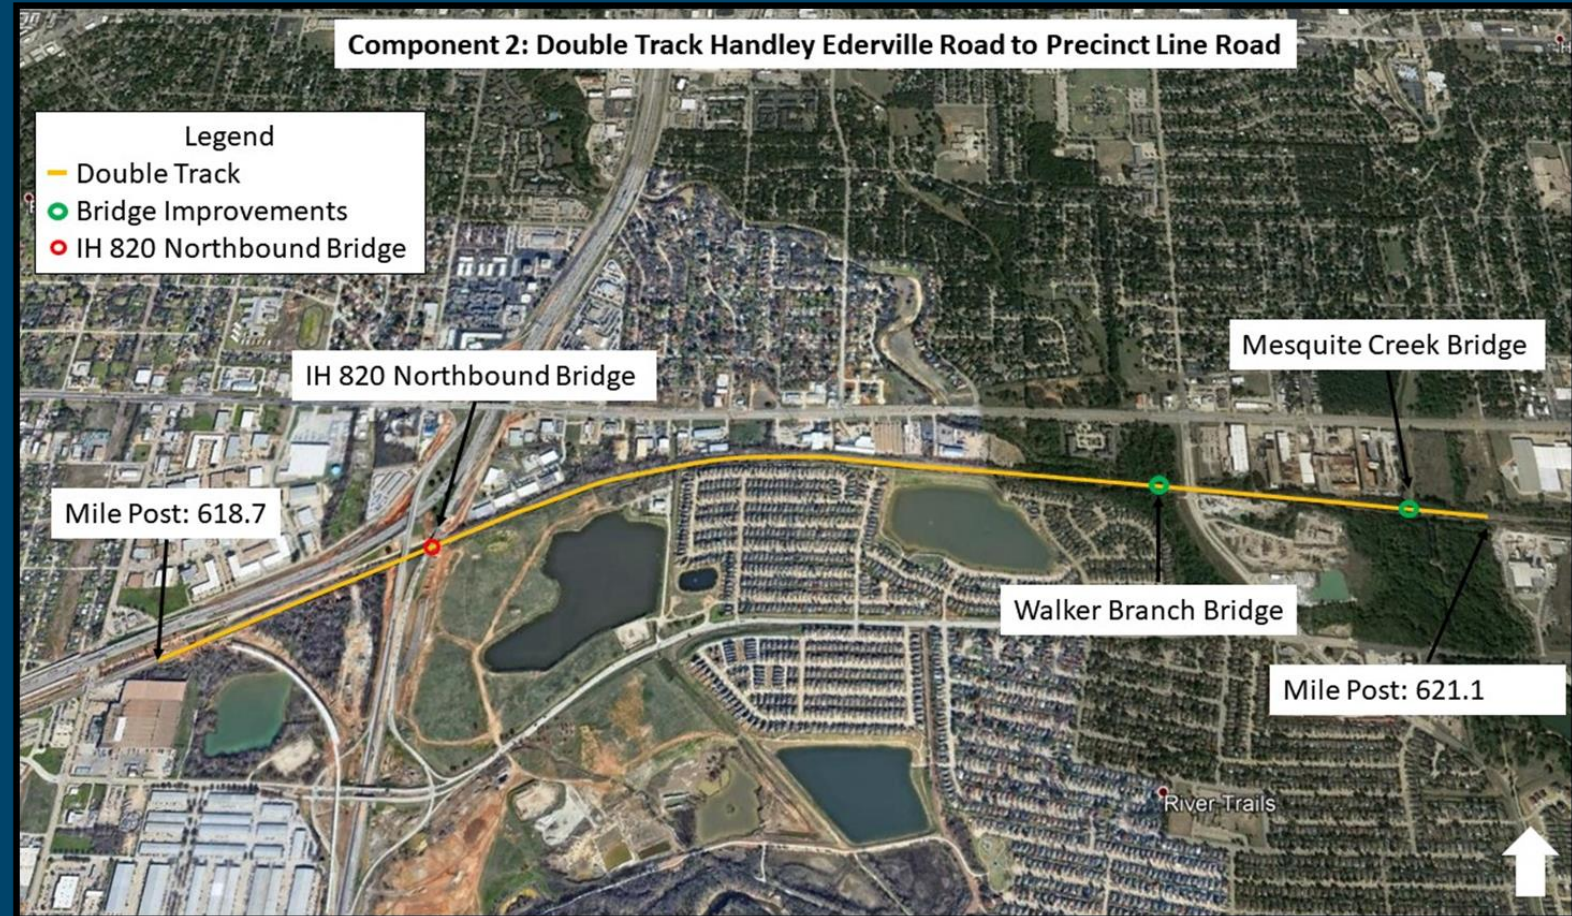 Component 2: Double Track Handley Ederville Road to Precinct Line Road
Legend
Double Track
Bridge Improvements
IH 820 Northbound Bridge
Mesquite Creek Bridge
IH 820 Northbound Bridge
Mile Post: 618.7
Walker Branch Bridge
Mile Post: 621.1
River Trails